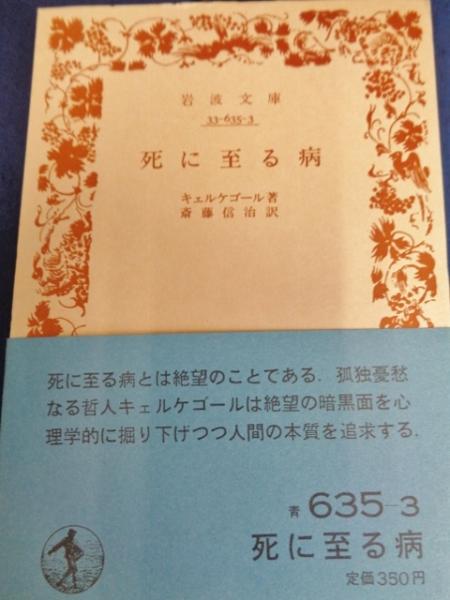 岩波文庫
33-635-3
死に至る病
キェルケゴール著
斎藤信治訳
死に至る病とは絶望のことである．孤独憂愁
なる哲人キェルケゴールは絶望の暗黒面を心
理学的に掘り下げつつ人間の本質を追求する．
青 635-3
死に至る病
定価350円